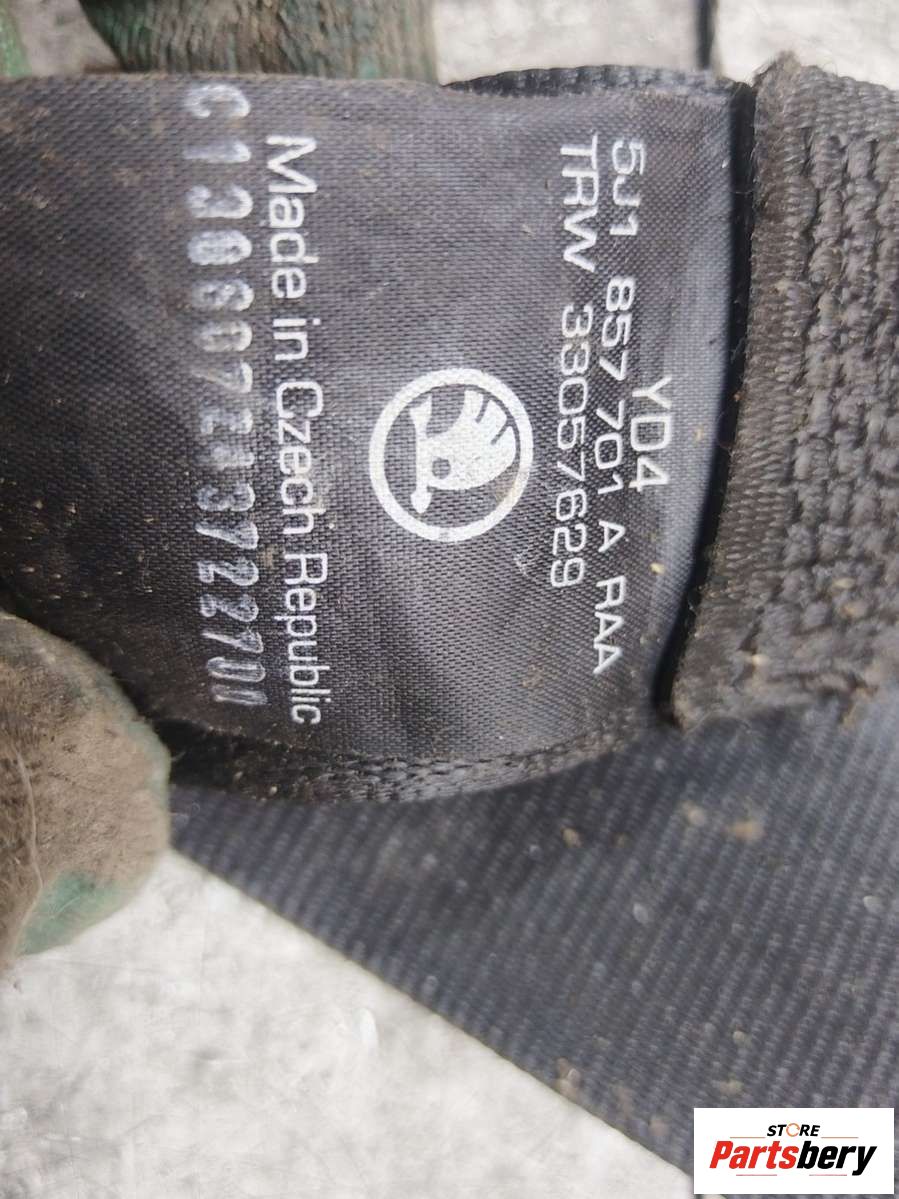 YD4
5J1 857 701 A RAA
TRW 33057629
Made in Czech Republic
STORE
Partsbery